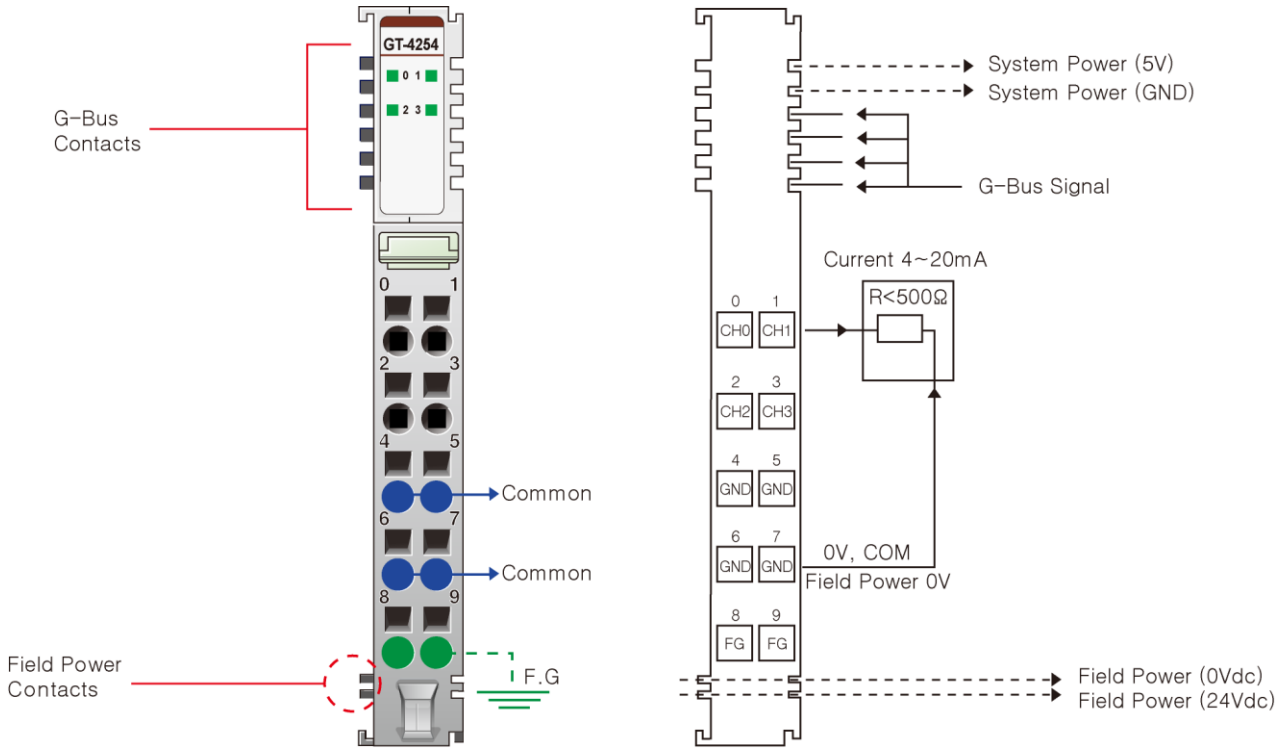 GT-4254
0 1
2 3
G-Bus
Contacts
0 1
2 3
4 5
Common
6 7
Common
8 9
F.G
Field Power
Contacts
System Power (5V)
System Power (GND)
G-Bus Signal
Current 4~20mA
R<500Ω
0 1
CH0 CH1
2 3
CH2 CH3
4 5
GND GND
6 7
GND GND
0V, COM
Field Power 0V
8 9
FG FG
Field Power (0Vdc)
Field Power (24Vdc)